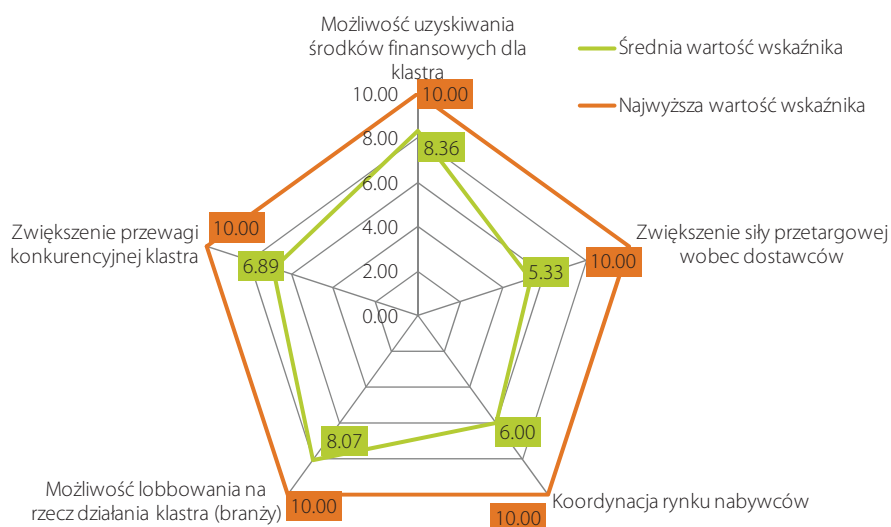 Możliwość uzyskiwania
środków finansowych dla
klastra
Średnia wartość wskaźnika
Najwyższa wartość wskaźnika
10.00
10.00
8.00
8.36
6.00
4.00
2.00
0.00
Zwiększenie przewagi
konkurencyjnej klastra
10.00
6.89
5.33
10.00
Zwiększenie siły przetargowej
wobec dostawców
8.07
6.00
Możliwość lobbowania na
rzecz działania klastra (branży)
10.00
10.00
Koordynacja rynku nabywców